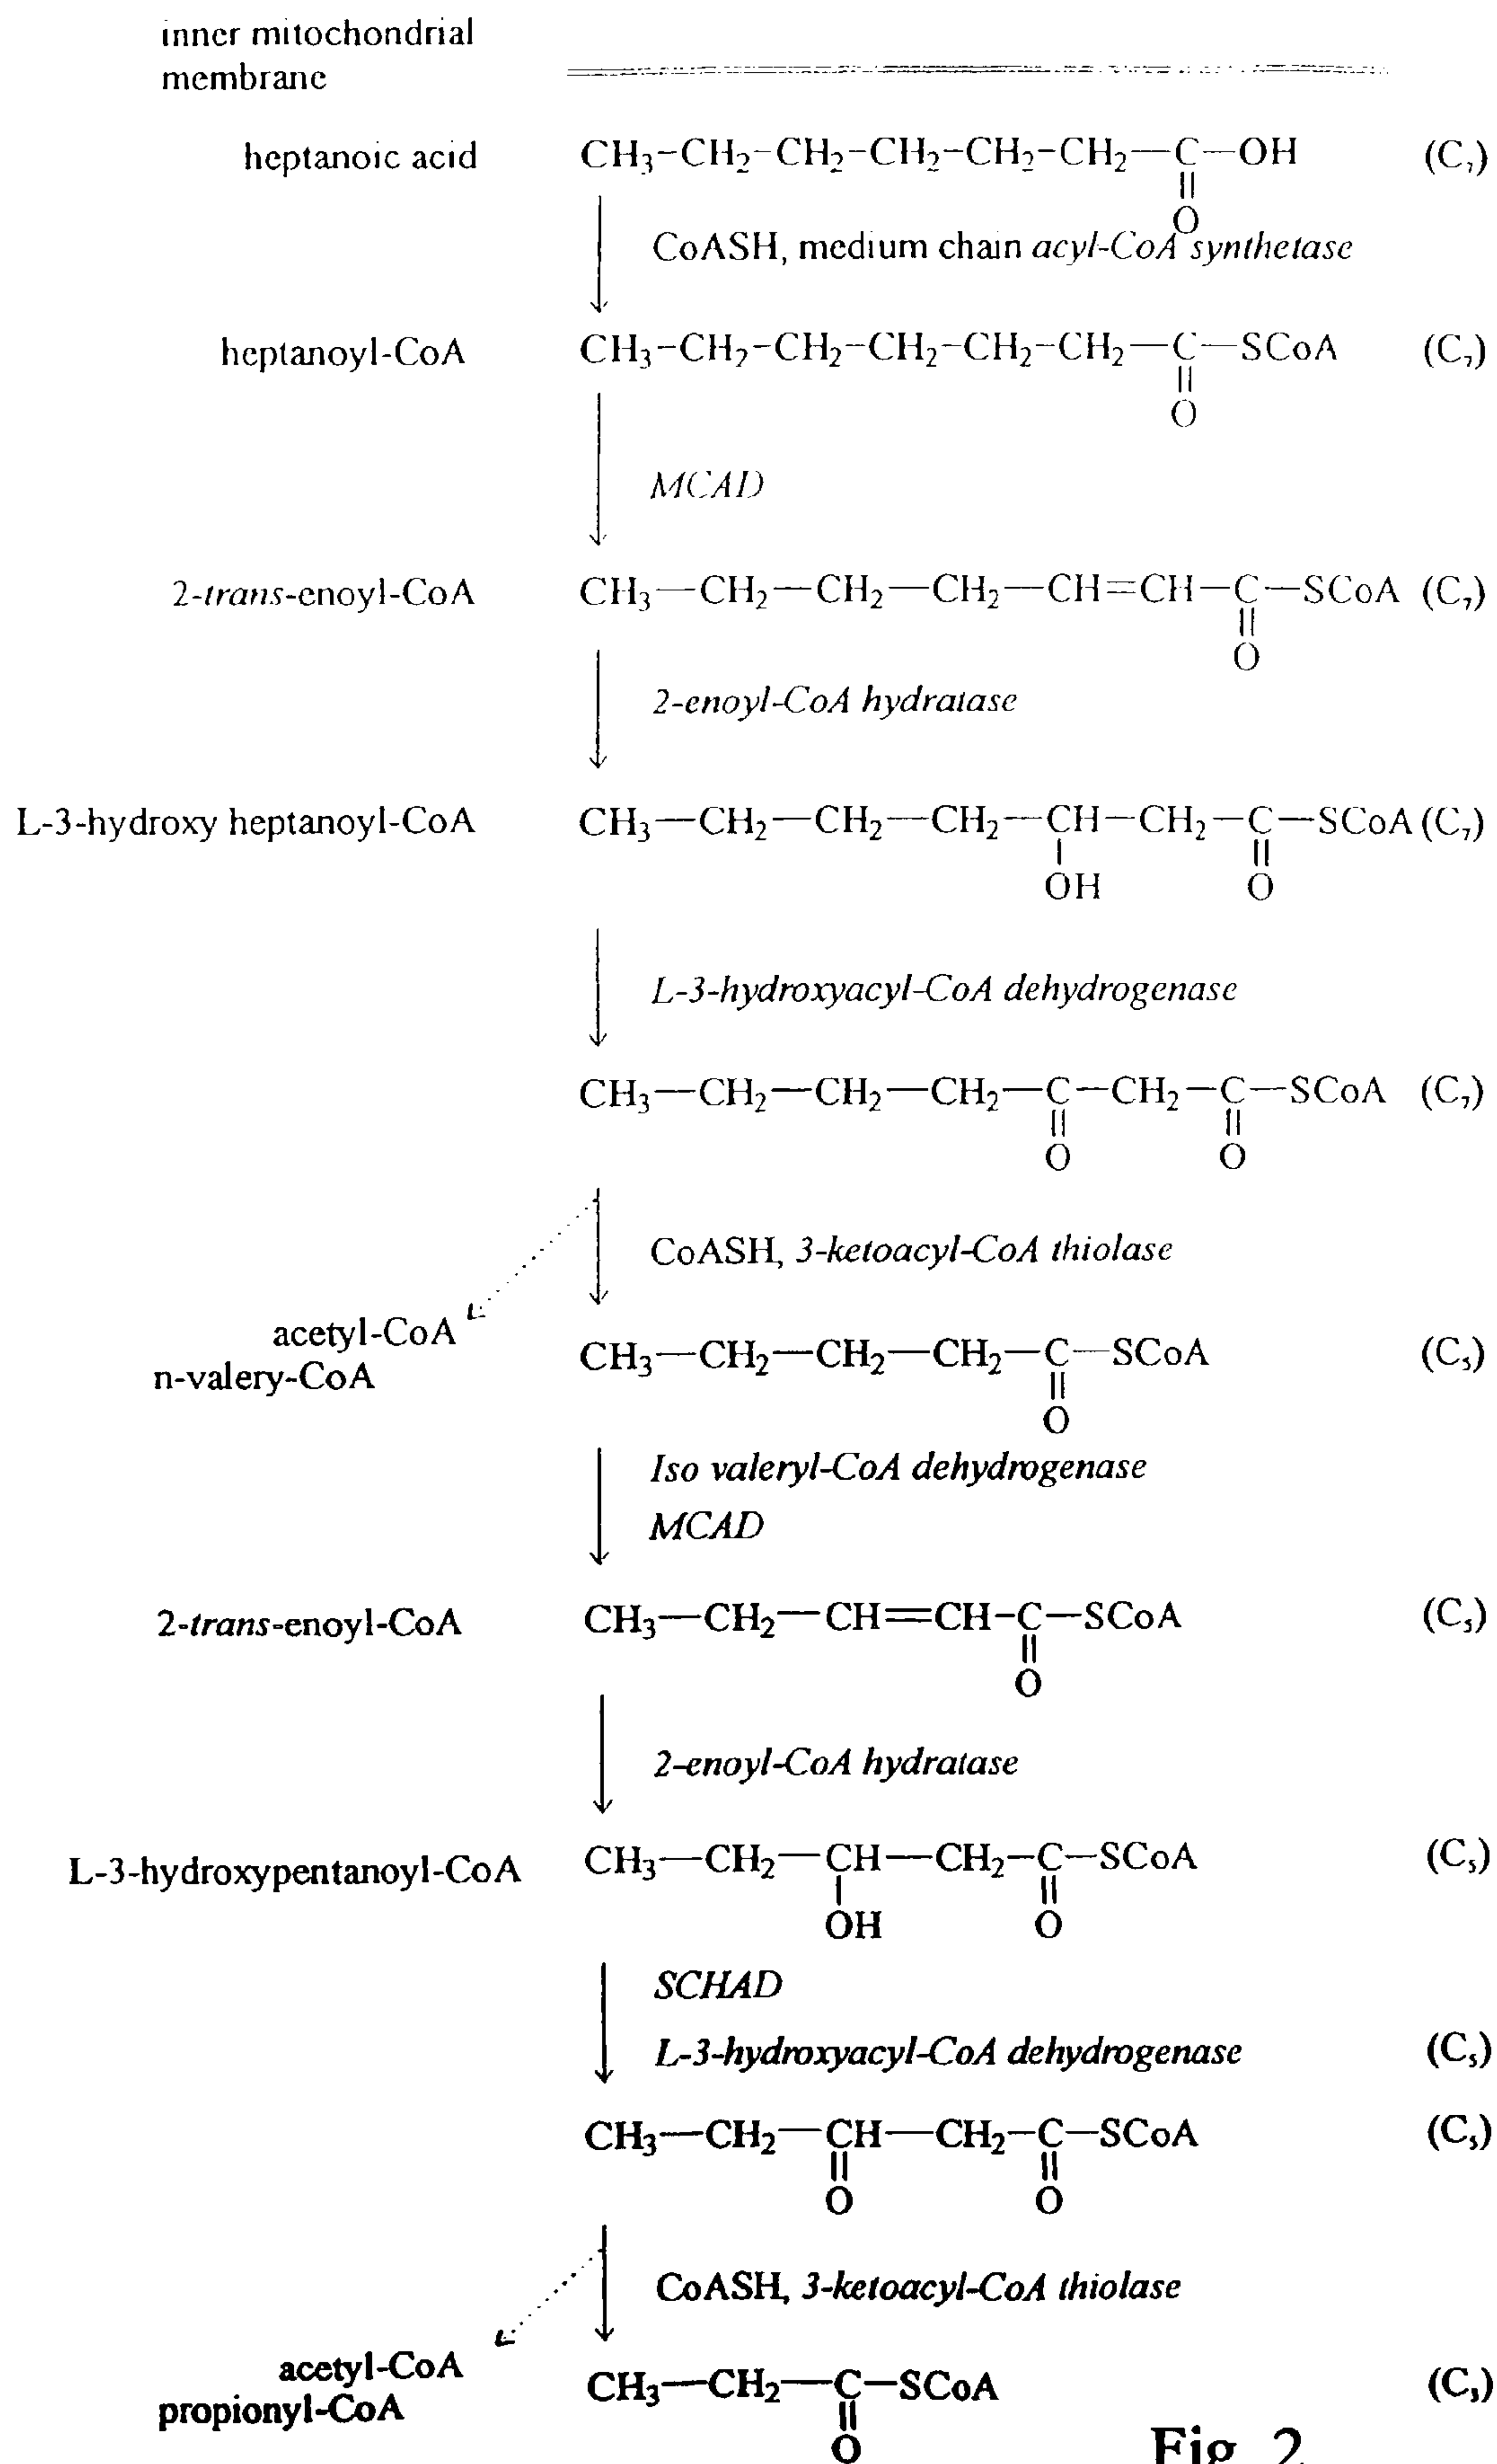 inner mitochondrial
membrane
heptanoic acid CH₃-CH₂-CH₂-CH₂-CH₂-CH₂—C—OH (C₇)
||
O
CoASH, medium chain acyl-CoA synthetase
heptanoyl-CoA CH₃-CH₂-CH₂-CH₂-CH₂-CH₂—C—SCoA (C₇)
||
O
MCAD
2-trans-enoyl-CoA CH₃—CH₂—CH₂—CH₂—CH=CH—C—SCoA (C₇)
||
O
2-enoyl-CoA hydratase
L-3-hydroxy heptanoyl-CoA CH₃—CH₂—CH₂—CH₂—CH—CH₂—C—SCoA (C₇)
| ||
OH O
L-3-hydroxyacyl-CoA dehydrogenase
CH₃—CH₂—CH₂—CH₂—C—CH₂—C—SCoA (C₇)
|| ||
O O
CoASH, 3-ketoacyl-CoA thiolase
acetyl-CoA
n-valery-CoA CH₃—CH₂—CH₂—CH₂—C—SCoA (C₅)
||
O
Iso valeryl-CoA dehydrogenase
MCAD
2-trans-enoyl-CoA CH₃—CH₂—CH=CH-C—SCoA (C₅)
||
O
2-enoyl-CoA hydratase
L-3-hydroxypentanoyl-CoA CH₃—CH₂—CH—CH₂—C—SCoA (C₅)
| ||
OH O
SCHAD
L-3-hydroxyacyl-CoA dehydrogenase (C₅)
CH₃—CH₂—CH—CH₂—C—SCoA (C₅)
|| ||
O O
CoASH, 3-ketoacyl-CoA thiolase
acetyl-CoA
propionyl-CoA CH₃—CH₂—C—SCoA (C₃)
||
O
Fig. 2